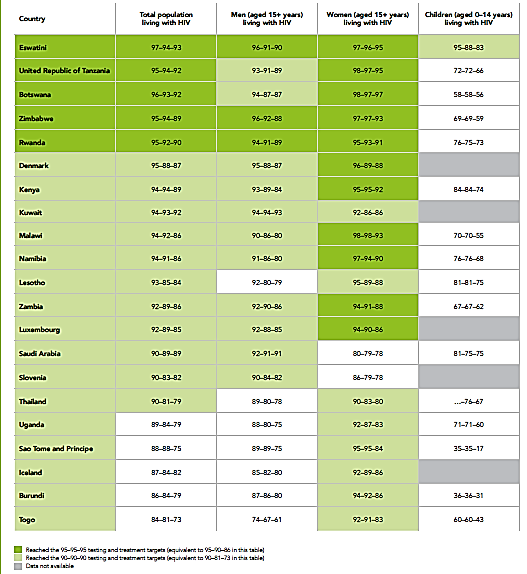 Country
Total population
living with HIV
Men (aged 15+ years)
living with HIV
Women (aged 15+ years)
living with HIV
Children (aged 0–14 years)
living with HIV
Eswatini 97–94–93 96–91–90 97–96–95 95–88–83
United Republic of Tanzania 95–94–92 93–91–89 98–97–95 72–72–66
Botswana 96–93–92 94–87–87 98–97–97 58–58–56
Zimbabwe 95–94–89 96–92–88 97–97–93 69–69–59
Rwanda 95–92–90 94–91–89 95–93–91 76–75–73
Denmark 95–88–87 95–88–87 96–89–88
Kenya 94–94–89 93–89–84 95–95–92 84–84–74
Kuwait 94–93–92 94–94–93 92–86–86
Malawi 94–92–86 90–86–80 98–98–93 70–70–55
Namibia 94–91–86 91–86–80 97–94–90 76–76–68
Lesotho 93–85–84 92–80–79 95–89–88 81–81–75
Zambia 92–89–86 92–90–86 94–91–88 67–67–62
Luxembourg 92–89–85 92–88–85 94–90–86
Saudi Arabia 90–89–89 92–91–91 80–79–78 81–75–75
Slovenia 90–83–82 90–84–82 86–79–78
Thailand 90–81–79 89–80–78 90–83–80 ...–76–67
Uganda 89–84–79 88–80–75 92–87–83 71–71–60
Sao Tome and Principe 88–88–75 89–89–75 95–95–84 35–35–17
Iceland 87–84–82 85–82–80 92–89–86
Burundi 86–84–79 87–86–80 94–92–86 36–36–31
Togo 84–81–73 74–67–61 92–91–83 60–60–43
Reached the 95–95–95 testing and treatment targets (equivalent to 95–90–86 in this table)
Reached the 90–90–90 testing and treatment targets (equivalent to 90–81–73 in this table)
Data not available